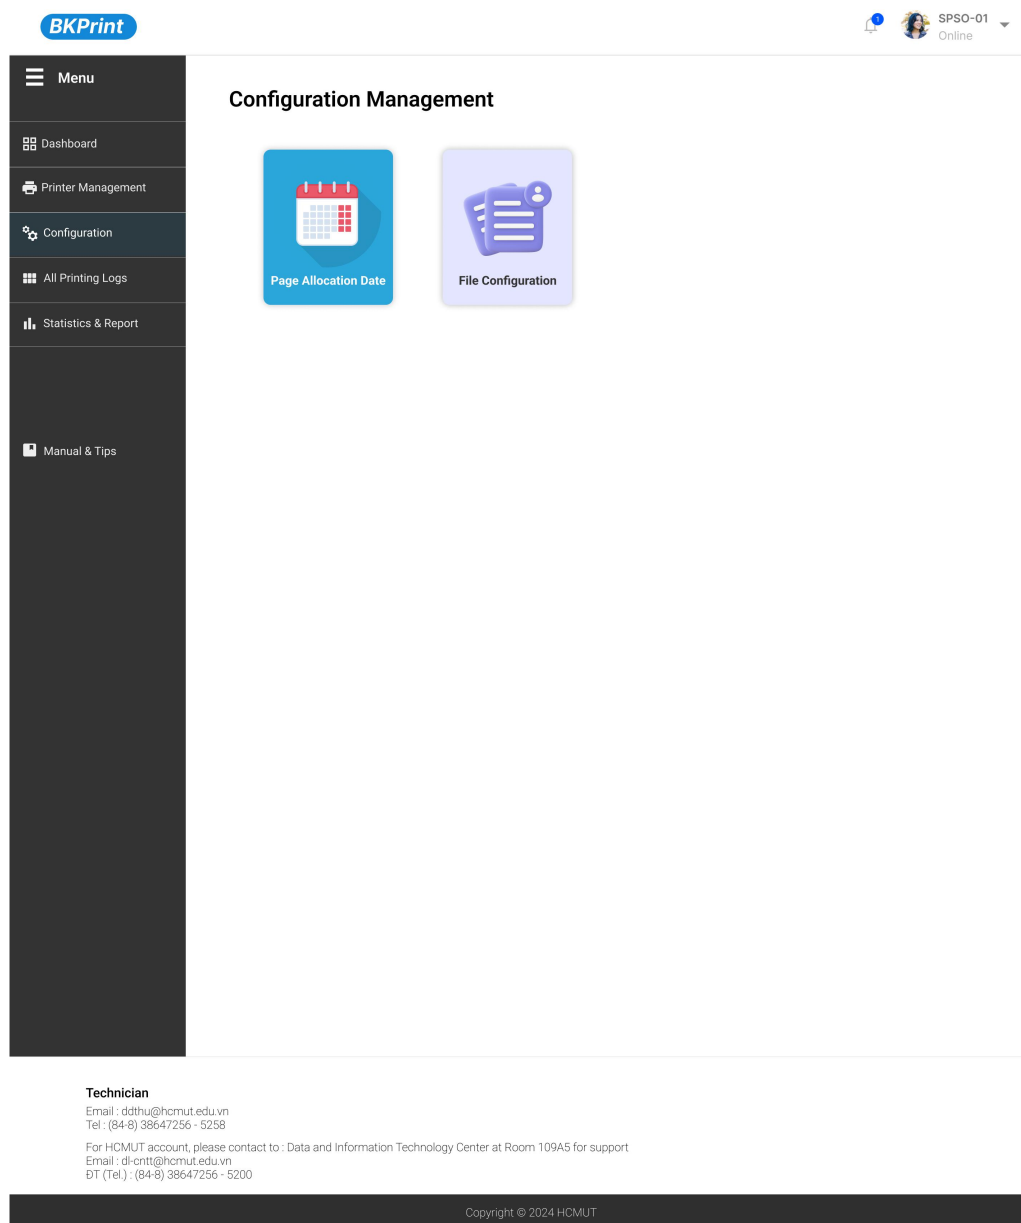 BKPrint
1
SPSO-01
Online
Menu
Configuration Management
Dashboard
Printer Management
Configuration
All Printing Logs
Statistics & Report
Manual & Tips
Page Allocation Date
File Configuration
Technician
Email : ddthu@hcmut.edu.vn
Tel : (84-8) 38647256 - 5258
For HCMUT account, please contact to : Data and Information Technology Center at Room 109A5 for support
Email : dl-cntt@hcmut.edu.vn
ĐT (Tel.) : (84-8) 38647256 - 5200
Copyright © 2024 HCMUT